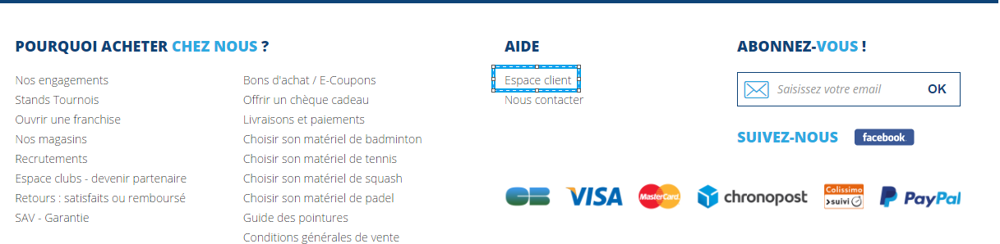 POURQUOI ACHETER CHEZ NOUS ?
Nos engagements
Stands Tournois
Ouvrir une franchise
Nos magasins
Recrutements
Espace clubs - devenir partenaire
Retours : satisfaits ou remboursé
SAV - Garantie
Bons d'achat / E-Coupons
Offrir un chèque cadeau
Livraisons et paiements
Choisir son matériel de badminton
Choisir son matériel de tennis
Choisir son matériel de squash
Choisir son matériel de padel
Guide des pointures
Conditions générales de vente
AIDE
Espace client
Nous contacter
ABONNEZ-VOUS !
Saisissez votre email OK
SUIVEZ-NOUS facebook
CB VISA MasterCard chronopost Colissimo >suivi PayPal